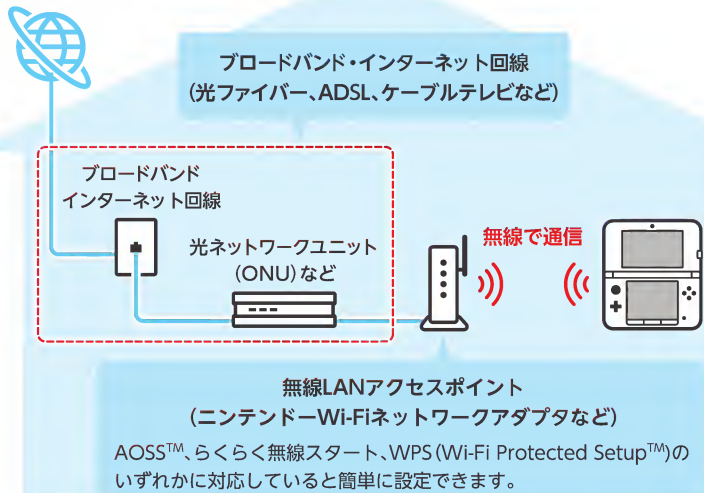 ブロードバンド・インターネット回線
(光ファイバー、ADSL、ケーブルテレビなど)
ブロードバンド
インターネット回線
光ネットワークユニット
(ONU)など
無線で通信
無線LANアクセスポイント
(ニンテンドーWi-Fiネットワークアダプタなど)
AOSS™、らくらく無線スタート、WPS(Wi-Fi Protected Setup™)の
いずれかに対応していると簡単に設定できます。